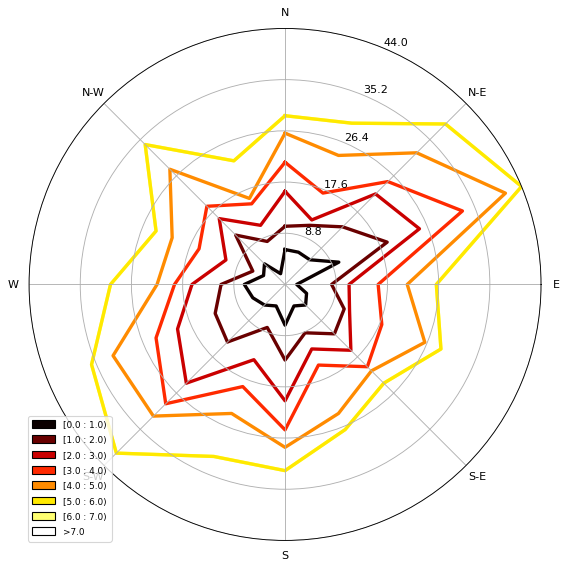 N
44.0
35.2
N-W
N-E
26.4
17.6
8.8
W
E
[0.0 : 1.0)
[1.0 : 2.0)
[2.0 : 3.0)
[3.0 : 4.0)
[4.0 : 5.0)
[5.0 : 6.0)
[6.0 : 7.0)
>7.0
S-W
S-E
S